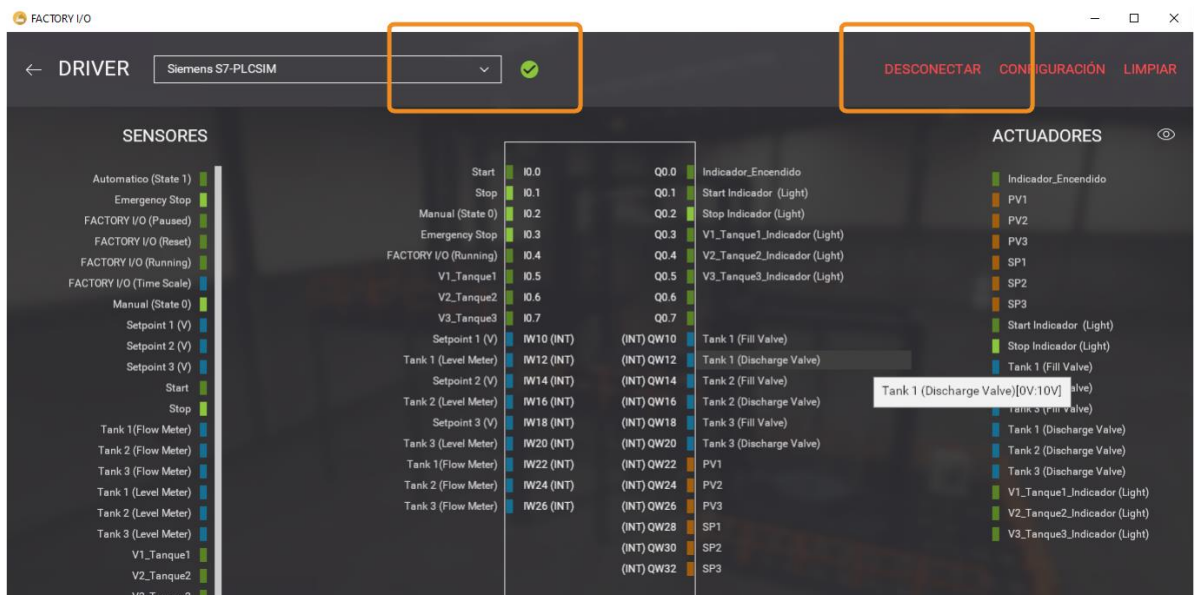 FACTORY I/O
DRIVER
Siemens S7-PLCSIM
DESCONECTAR CONFIGURACIÓN LIMPIAR
SENSORES
Automatico (State 1)
Emergency Stop
FACTORY I/O (Paused)
FACTORY I/O (Reset)
FACTORY I/O (Running)
FACTORY I/O (Time Scale)
Manual (State 0)
Setpoint 1 (V)
Setpoint 2 (V)
Setpoint 3 (V)
Start
Stop
Tank 1(Flow Meter)
Tank 2 (Flow Meter)
Tank 3 (Flow Meter)
Tank 1 (Level Meter)
Tank 2 (Level Meter)
Tank 3 (Level Meter)
V1_Tanque1
V2_Tanque2
Start I0.0 Q0.0 Indicador_Encendido
Stop I0.1 Q0.1 Start Indicador (Light)
Manual (State 0) I0.2 Q0.2 Stop Indicador (Light)
Emergency Stop I0.3 Q0.3 V1_Tanque1_Indicador (Light)
FACTORY I/O (Running) I0.4 Q0.4 V2_Tanque2_Indicador (Light)
V1_Tanque1 I0.5 Q0.5 V3_Tanque3_Indicador (Light)
V2_Tanque2 I0.6 Q0.6
V3_Tanque3 I0.7 Q0.7
Setpoint 1 (V) IW10 (INT) (INT) QW10 Tank 1 (Fill Valve)
Tank 1 (Level Meter) IW12 (INT) (INT) QW12 Tank 1 (Discharge Valve)
Setpoint 2 (V) IW14 (INT) (INT) QW14 Tank 2 (Fill Valve)
Tank 2 (Level Meter) IW16 (INT) (INT) QW16 Tank 2 (Discharge Valve)
Setpoint 3 (V) IW18 (INT) (INT) QW18 Tank 3 (Fill Valve)
Tank 3 (Level Meter) IW20 (INT) (INT) QW20 Tank 3 (Discharge Valve)
Tank 1(Flow Meter) IW22 (INT) (INT) QW22 PV1
Tank 2 (Flow Meter) IW24 (INT) (INT) QW24 PV2
Tank 3 (Flow Meter) IW26 (INT) (INT) QW26 PV3
(INT) QW28 SP1
(INT) QW30 SP2
(INT) QW32 SP3
ACTUADORES
Indicador_Encendido
PV1
PV2
PV3
SP1
SP2
SP3
Start Indicador (Light)
Stop Indicador (Light)
Tank 1 (Fill Valve)
Tank 1 (Discharge Valve)[0V:10V]
Tank 3 (Fill Valve)
Tank 1 (Discharge Valve)
Tank 2 (Discharge Valve)
Tank 3 (Discharge Valve)
V1_Tanque1_Indicador (Light)
V2_Tanque2_Indicador (Light)
V3_Tanque3_Indicador (Light)